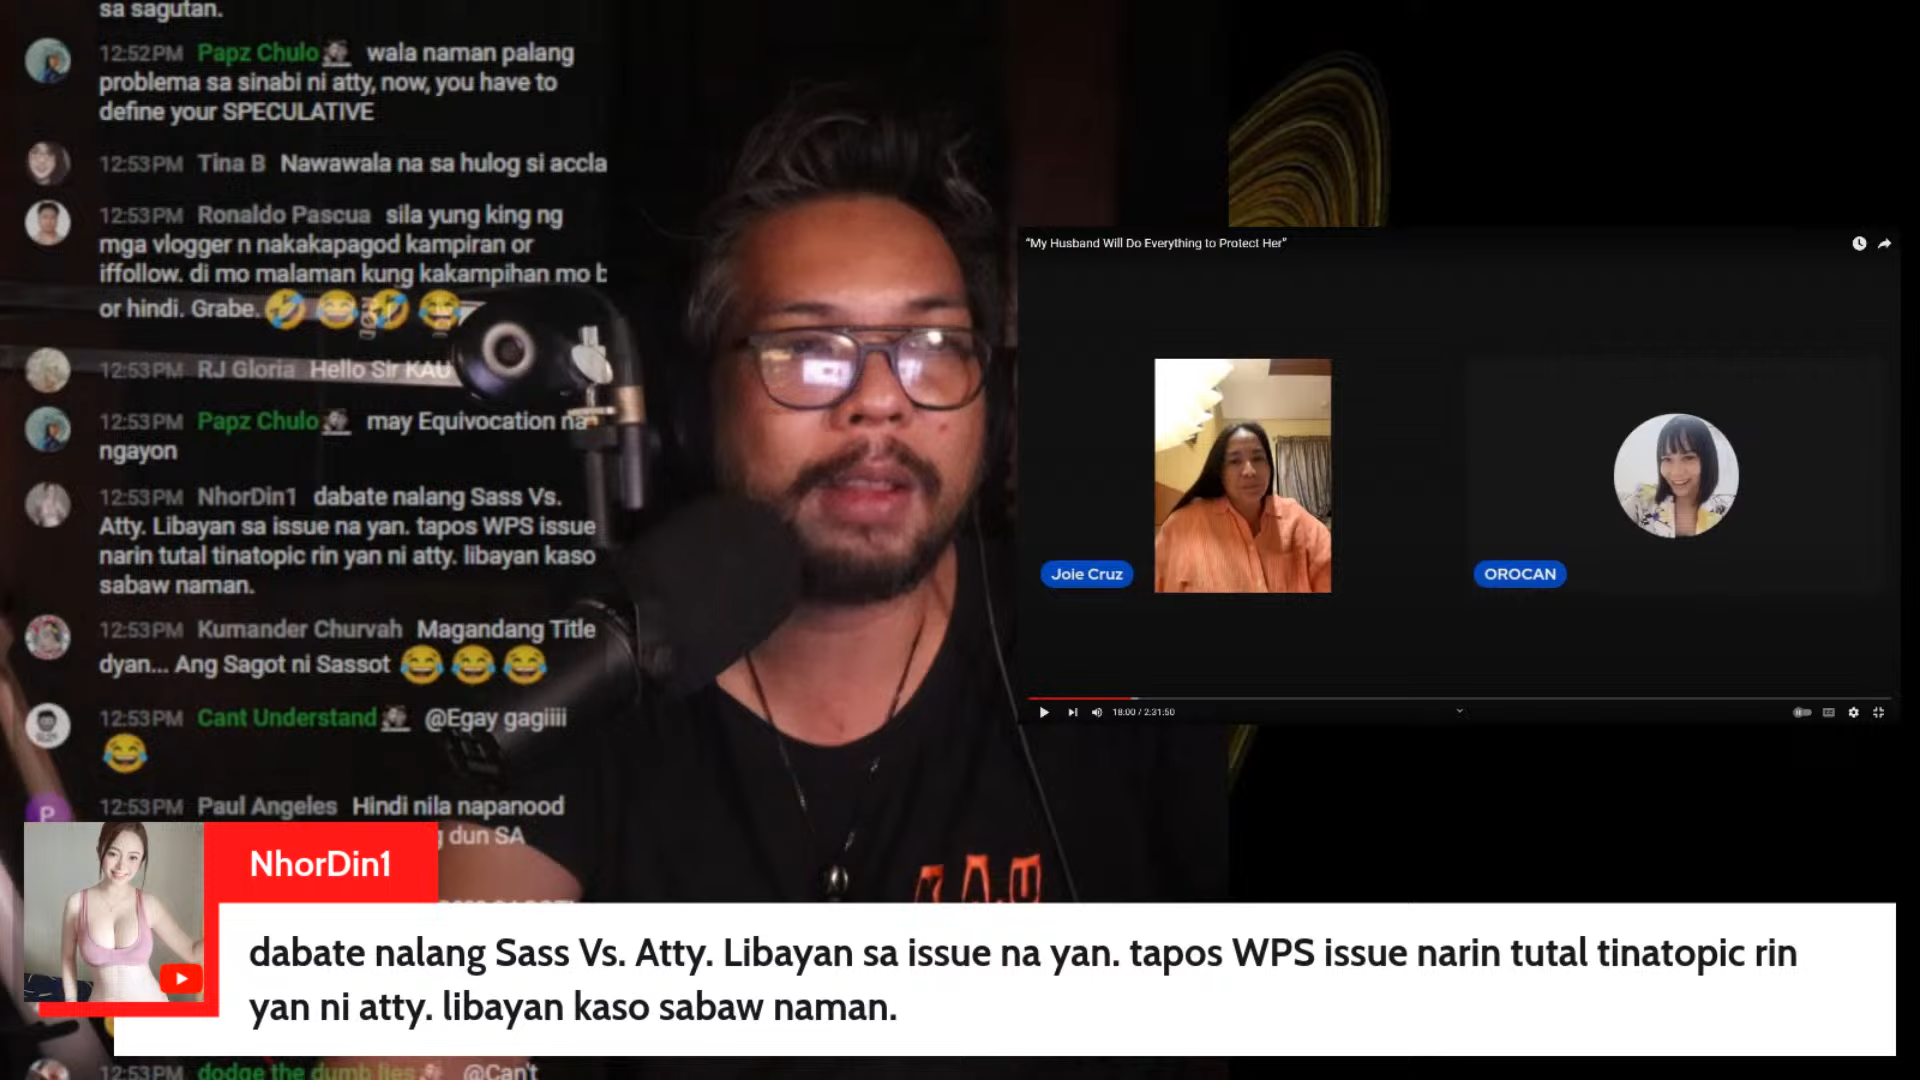 sa sagutan.
12:52PM Papz Chulo wala naman palang
problema sa sinabi ni atty, now, you have to
define your SPECULATIVE
12:53PM Tina B Nawawala na sa hulog si accla
12:53PM Ronaldo Pascua sila yung king ng
mga vlogger n nakakapagod kampiran or
iffollow. di mo malaman kung kakampihan mo b
or hindi. Grabe. 🤣😂🤣😂
12:53PM RJ Gloria Hello Sir KAU
12:53PM Papz Chulo may Equivocation na
ngayon
12:53PM NhorDin1 dabate nalang Sass Vs.
Atty. Libayan sa issue na yan. tapos WPS issue
narin tutal tinatopic rin yan ni atty. libayan kaso
sabaw naman.
12:53PM Kumander Churvah Magandang Title
dyan... Ang Sagot ni Sassot 😂😂😂
12:53PM Cant Understand @Egay gagiiii
😂
P
12:53PM Paul Angeles Hindi nila napanood
g dun SA
12:53PM dodge the dumb lies @Can't
“My Husband Will Do Everything to Protect Her”
Joie Cruz
OROCAN
18:00 / 2:31:50
K.A.U
NhorDin1
dabate nalang Sass Vs. Atty. Libayan sa issue na yan. tapos WPS issue narin tutal tinatopic rin
yan ni atty. libayan kaso sabaw naman.